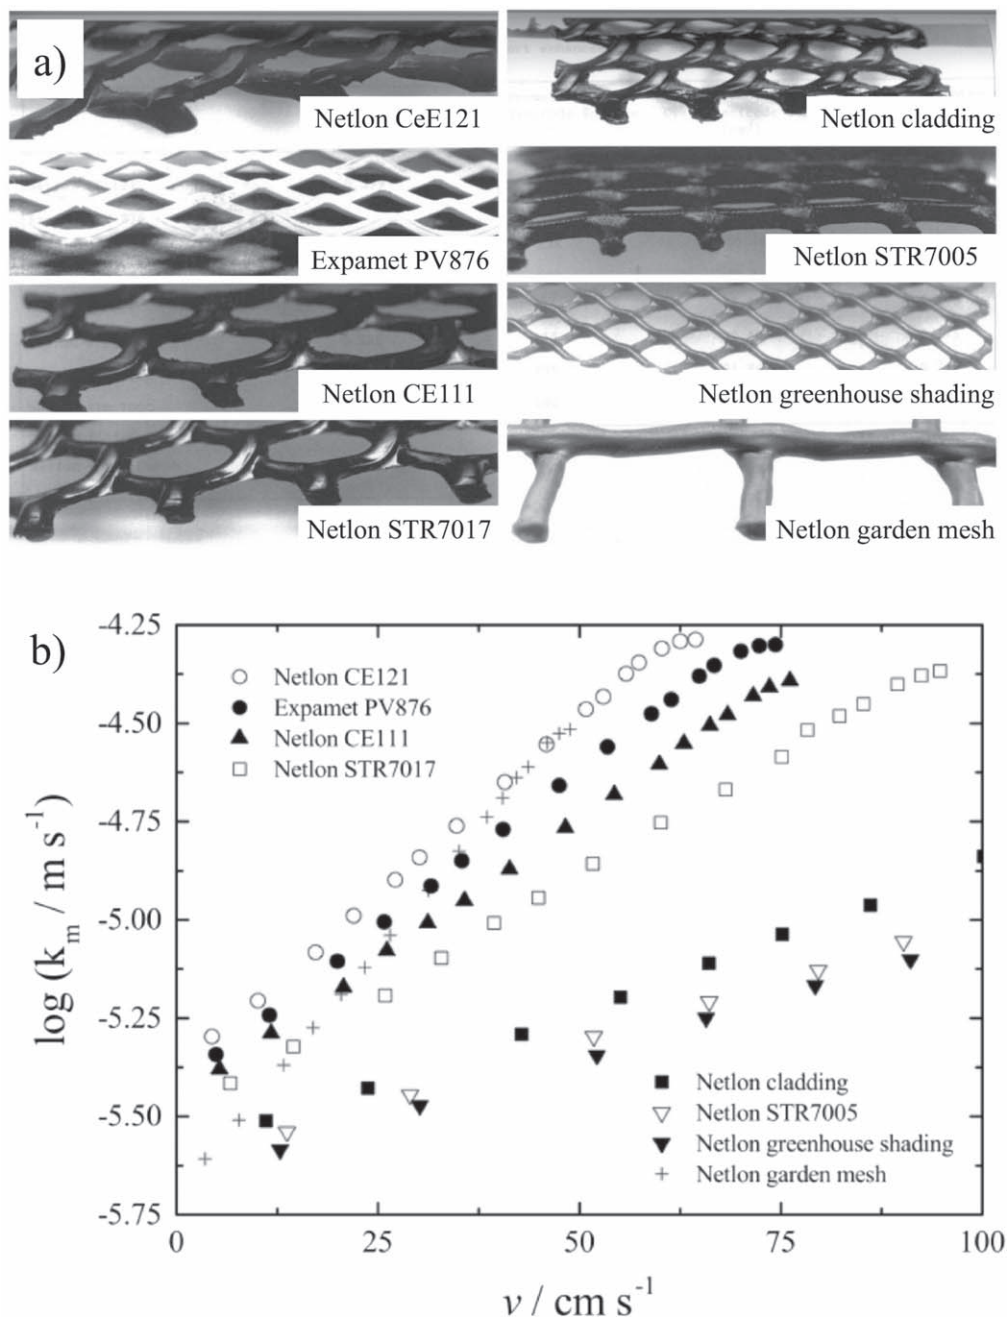 a)
Netlon CeE121
Netlon cladding
Expamet PV876
Netlon STR7005
Netlon CE111
Netlon greenhouse shading
Netlon STR7017
Netlon garden mesh
b)
log (kₘ / m s⁻¹)
-4.25
-4.50
-4.75
-5.00
-5.25
-5.50
-5.75
Netlon CE121
Expamet PV876
Netlon CE111
Netlon STR7017
Netlon cladding
Netlon STR7005
Netlon greenhouse shading
Netlon garden mesh
0 25 50 75 100
v / cm s⁻¹